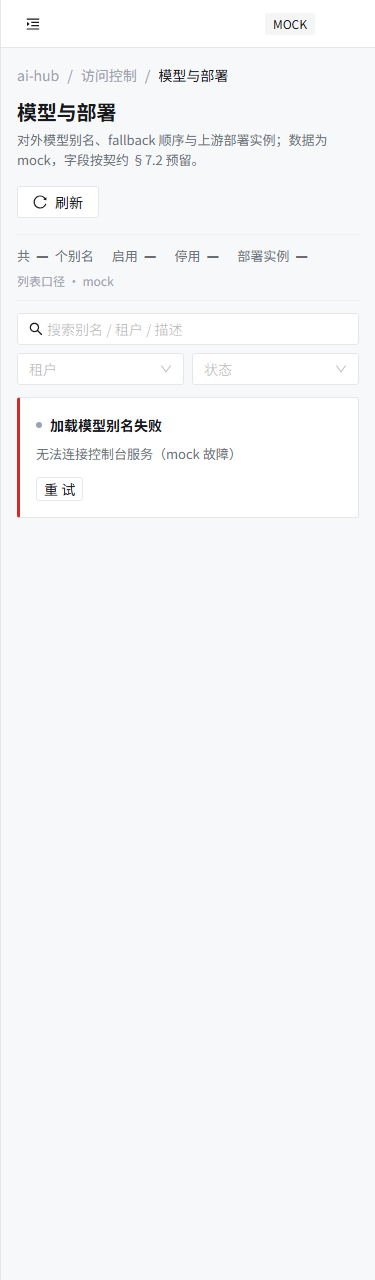 MOCK
ai-hub / 访问控制 / 模型与部署
模型与部署
对外模型别名、fallback 顺序与上游部署实例；数据为
mock，字段按契约 §7.2 预留。
刷新
共 — 个别名 启用 — 停用 — 部署实例 —
列表口径 · mock
搜索别名 / 租户 / 描述
租户 状态
加载模型别名失败
无法连接控制台服务（mock 故障）
重 试